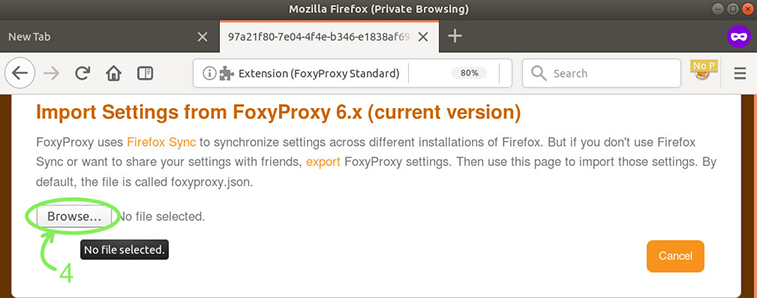 Mozilla Firefox (Private Browsing)
New Tab
97a21f80-7e04-4f4e-b346-e1838af69
Extension (FoxyProxy Standard)
80%
Search
No P
Import Settings from FoxyProxy 6.x (current version)
FoxyProxy uses Firefox Sync to synchronize settings across different installations of Firefox. But if you don't use Firefox
Sync or want to share your settings with friends, export FoxyProxy settings. Then use this page to import those settings. By
default, the file is called foxyproxy.json.
Browse... No file selected.
No file selected.
4
Cancel